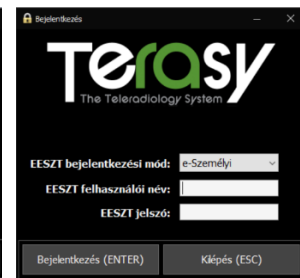 Bejelentkezés
Terasy
The Teleradiology System
EESZT bejelentkezési mód: e-Személyi
EESZT felhasználói név:
EESZT jelszó:
Bejelentkezés (ENTER) Kilépés (ESC)